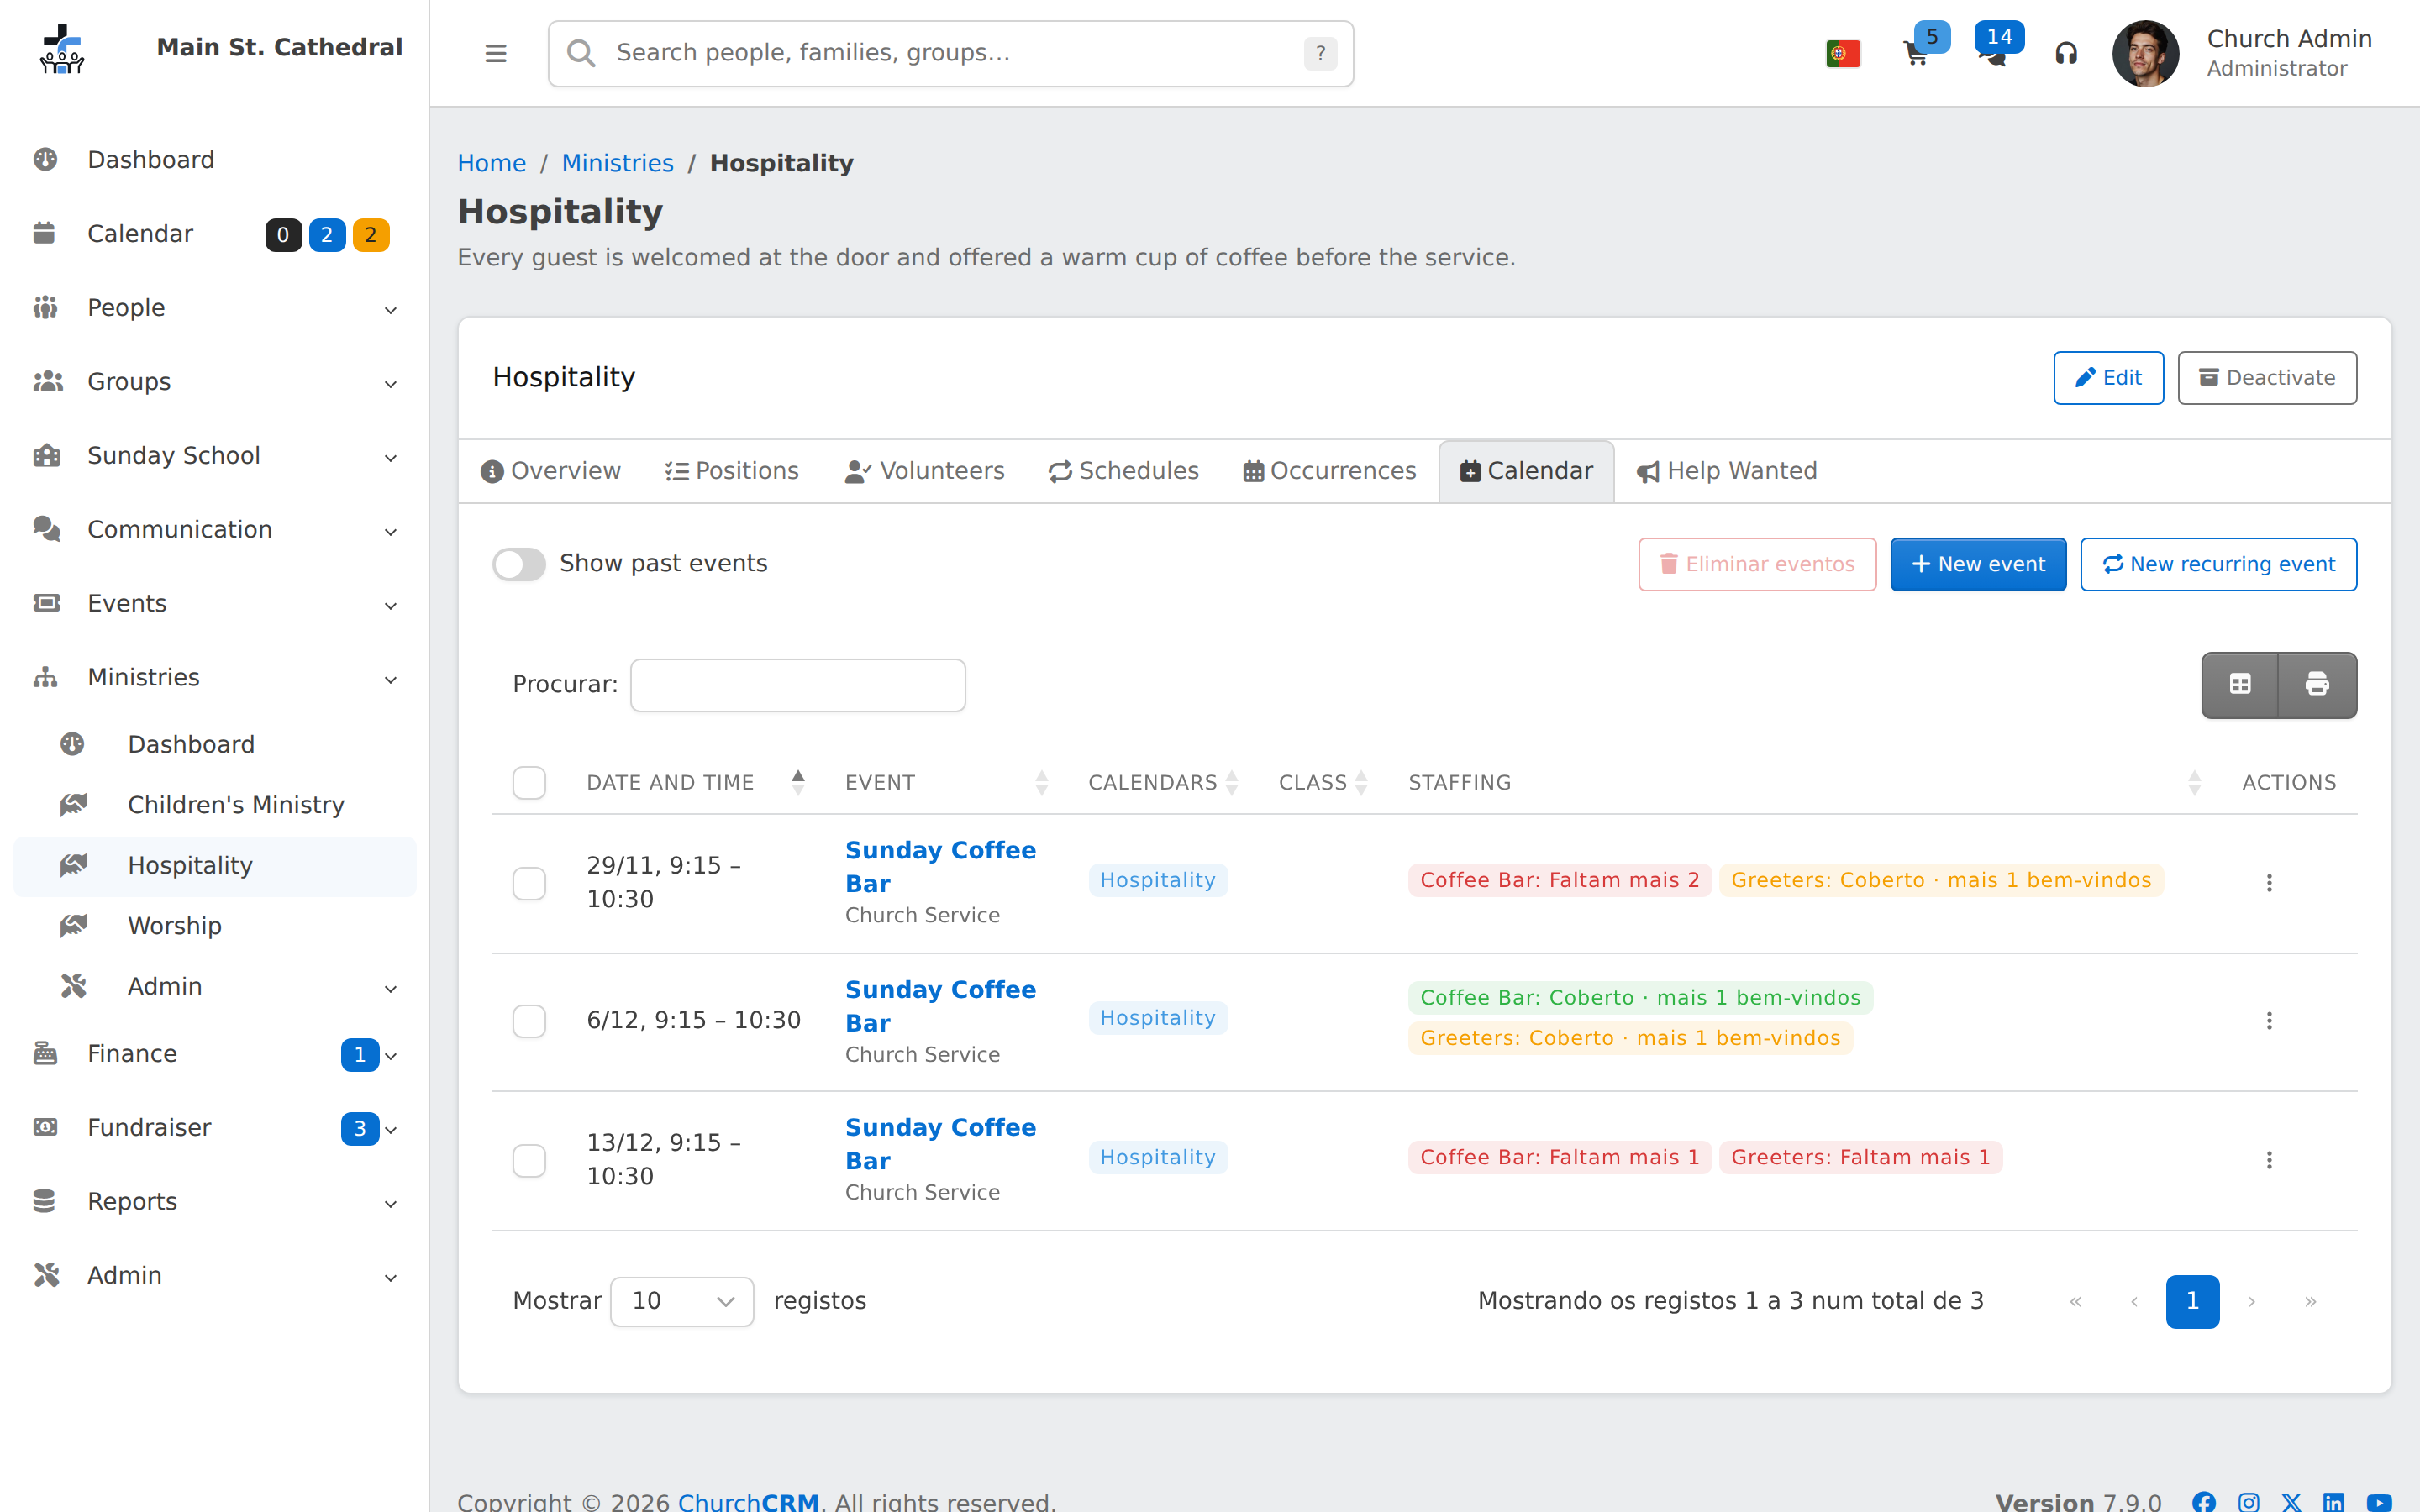 Main St. Cathedral
Search people, families, groups...
?
5
14
Church Admin
Administrator
Dashboard
Calendar 0 2 2
People
Groups
Sunday School
Communication
Events
Ministries
Dashboard
Children's Ministry
Hospitality
Worship
Admin
Finance 1
Fundraiser 3
Reports
Admin
Home / Ministries / Hospitality
Hospitality
Every guest is welcomed at the door and offered a warm cup of coffee before the service.
Hospitality
Edit
Deactivate
Overview
Positions
Volunteers
Schedules
Occurrences
Calendar
Help Wanted
Show past events
Eliminar eventos
New event
New recurring event
Procurar:
DATE AND TIME EVENT CALENDARS CLASS STAFFING ACTIONS
29/11, 9:15 –
10:30
Sunday Coffee
Bar
Church Service
Hospitality
Coffee Bar: Faltam mais 2
Greeters: Coberto · mais 1 bem-vindos
6/12, 9:15 – 10:30
Sunday Coffee
Bar
Church Service
Hospitality
Coffee Bar: Coberto · mais 1 bem-vindos
Greeters: Coberto · mais 1 bem-vindos
13/12, 9:15 –
10:30
Sunday Coffee
Bar
Church Service
Hospitality
Coffee Bar: Faltam mais 1
Greeters: Faltam mais 1
Mostrar 10 registos
Mostrando os registos 1 a 3 num total de 3
« ‹ 1 › »
Copyright © 2026 ChurchCRM. All rights reserved.
Version 7.9.0